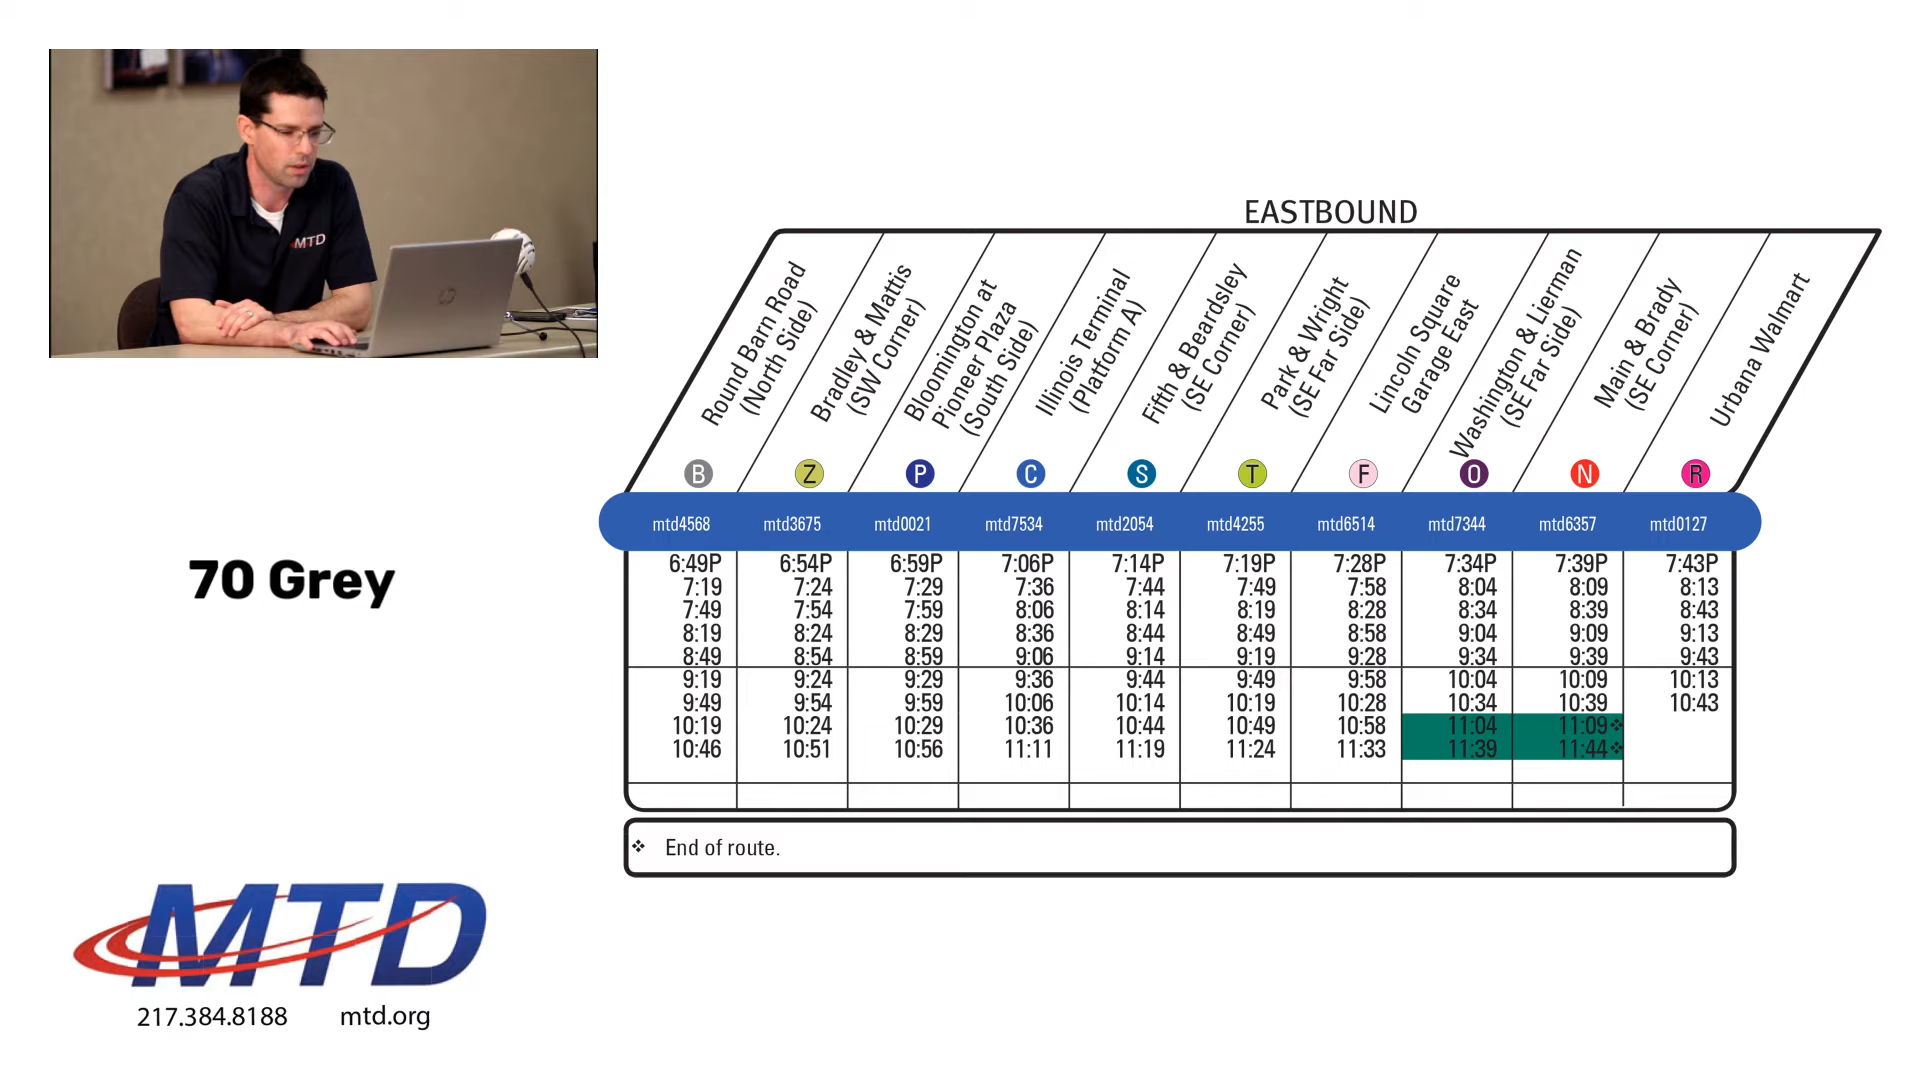 MTD
EASTBOUND
Round Barn Road
(North Side)
Bradley & Mattis
(SW Corner)
Bloomington at
Pioneer Plaza
(South Side)
Illinois Terminal
(Platform A)
Fifth & Beardsley
(SE Corner)
Park & Wright
(SE Far Side)
Lincoln Square
Garage East
Washington & Lierman
(SE Far Side)
Main & Brady
(SE Corner)
Urbana Walmart
B Z P C S T F O N R
mtd4568 mtd3675 mtd0021 mtd7534 mtd2054 mtd4255 mtd6514 mtd7344 mtd6357 mtd0127
6:49P 6:54P 6:59P 7:06P 7:14P 7:19P 7:28P 7:34P 7:39P 7:43P
7:19 7:24 7:29 7:36 7:44 7:49 7:58 8:04 8:09 8:13
7:49 7:54 7:59 8:06 8:14 8:19 8:28 8:34 8:39 8:43
8:19 8:24 8:29 8:36 8:44 8:49 8:58 9:04 9:09 9:13
8:49 8:54 8:59 9:06 9:14 9:19 9:28 9:34 9:39 9:43
9:19 9:24 9:29 9:36 9:44 9:49 9:58 10:04 10:09 10:13
9:49 9:54 9:59 10:06 10:14 10:19 10:28 10:34 10:39 10:43
10:19 10:24 10:29 10:36 10:44 10:49 10:58 11:04 11:09❖
10:46 10:51 10:56 11:11 11:19 11:24 11:33 11:39 11:44❖
❖ End of route.
70 Grey
MTD
217.384.8188 mtd.org